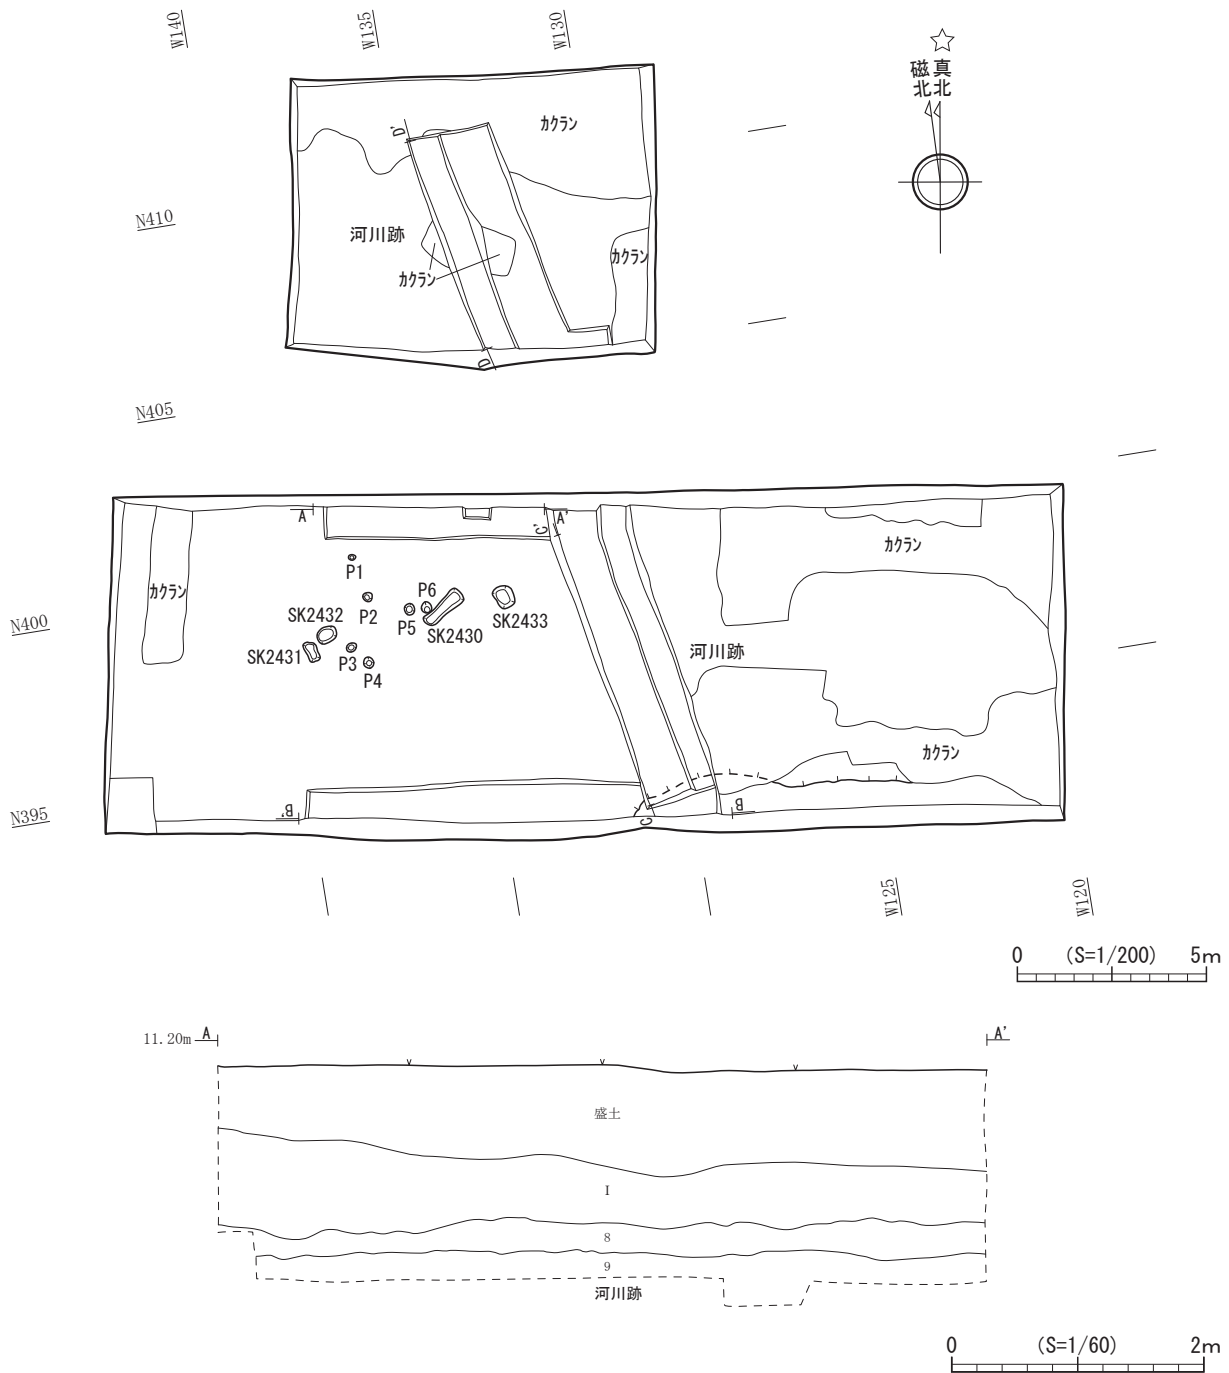 W140
W135
W130
磁北
真北
カクラン
D'
N410
河川跡
カクラン
カクラン
D
N405
A
A'
C'
カクラン
カクラン
P1
P2
P6
P5
SK2432
SK2430
SK2433
N400
SK2431
P3
P4
河川跡
カクラン
B'
B
C
N395
W125
W120
0 (S=1/200) 5m
11.20m A
A'
盛土
I
8
9
河川跡
0 (S=1/60) 2m